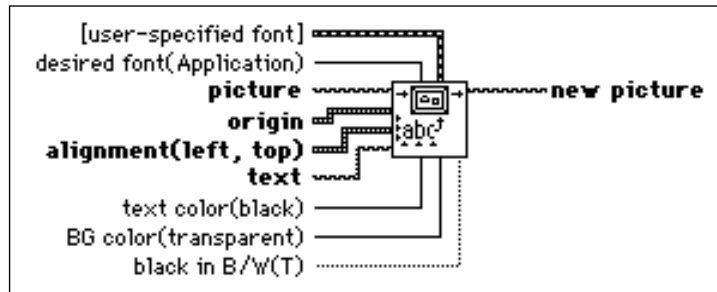 [user-specified font]
desired font(Application)
picture
new picture
origin
abc
alignment(left, top)
text
text color(black)
BG color(transparent)
black in B/W(T)